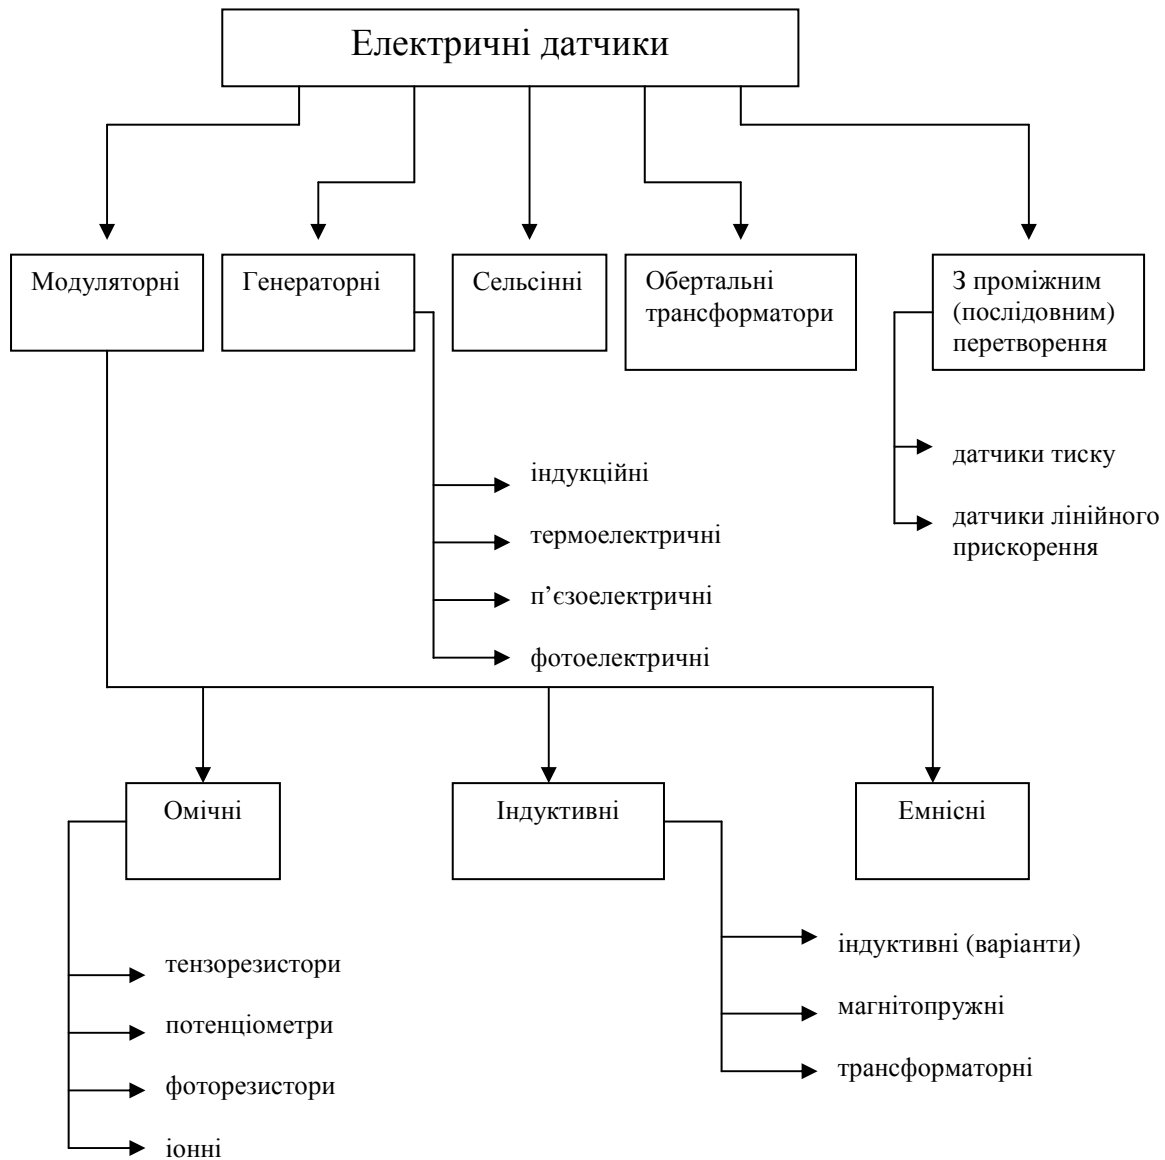 Електричні датчики
Модуляторні
Генераторні
Сельсінні
Обертальні
трансформатори
З проміжним
(послідовним)
перетворення
індукційні
термоелектричні
п’єзоелектричні
фотоелектричні
датчики тиску
датчики лінійного
прискорення
Омічні
Індуктивні
Емнісні
тензорезистори
потенціометри
фоторезистори
іонні
індуктивні (варіанти)
магнітопружні
трансформаторні